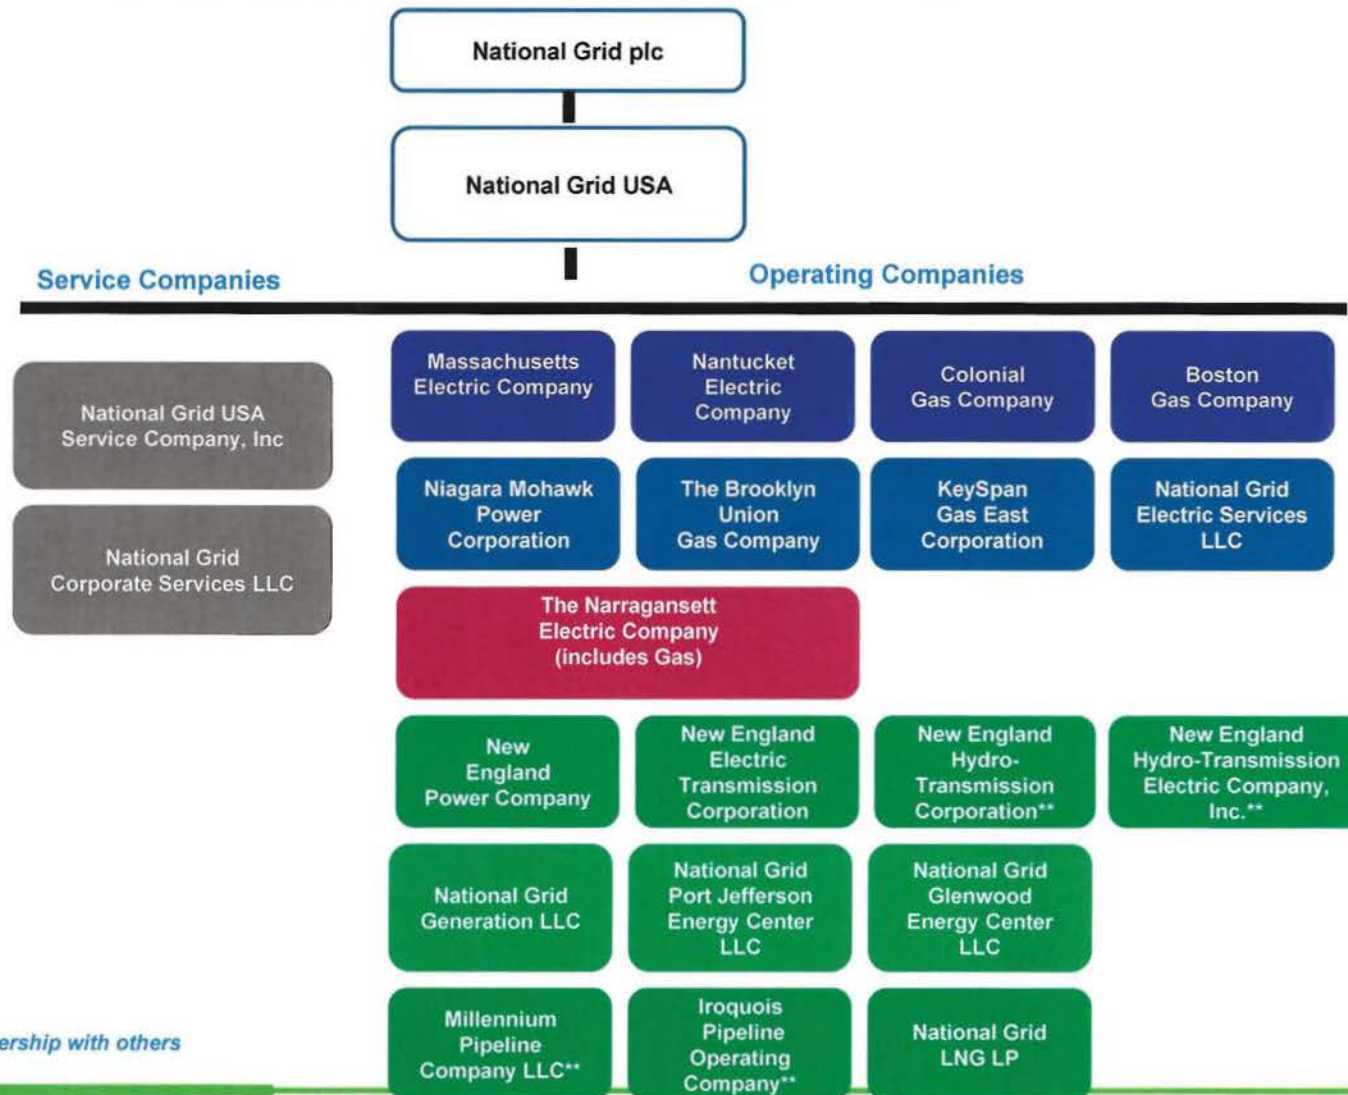 National Grid plc
National Grid USA
Service Companies
Operating Companies
National Grid USA
Service Company, Inc
National Grid
Corporate Services LLC
Massachusetts
Electric Company
Nantucket
Electric
Company
Colonial
Gas Company
Boston
Gas Company
Niagara Mohawk
Power
Corporation
The Brooklyn
Union
Gas Company
KeySpan
Gas East
Corporation
National Grid
Electric Services
LLC
The Narragansett
Electric Company
(includes Gas)
New
England
Power Company
New England
Electric
Transmission
Corporation
New England
Hydro-
Transmission
Corporation**
New England
Hydro-Transmission
Electric Company,
Inc.**
National Grid
Generation LLC
National Grid
Port Jefferson
Energy Center
LLC
National Grid
Glenwood
Energy Center
LLC
Millennium
Pipeline
Company LLC**
Iroquois
Pipeline
Operating
Company**
National Grid
LNG LP
ership with others